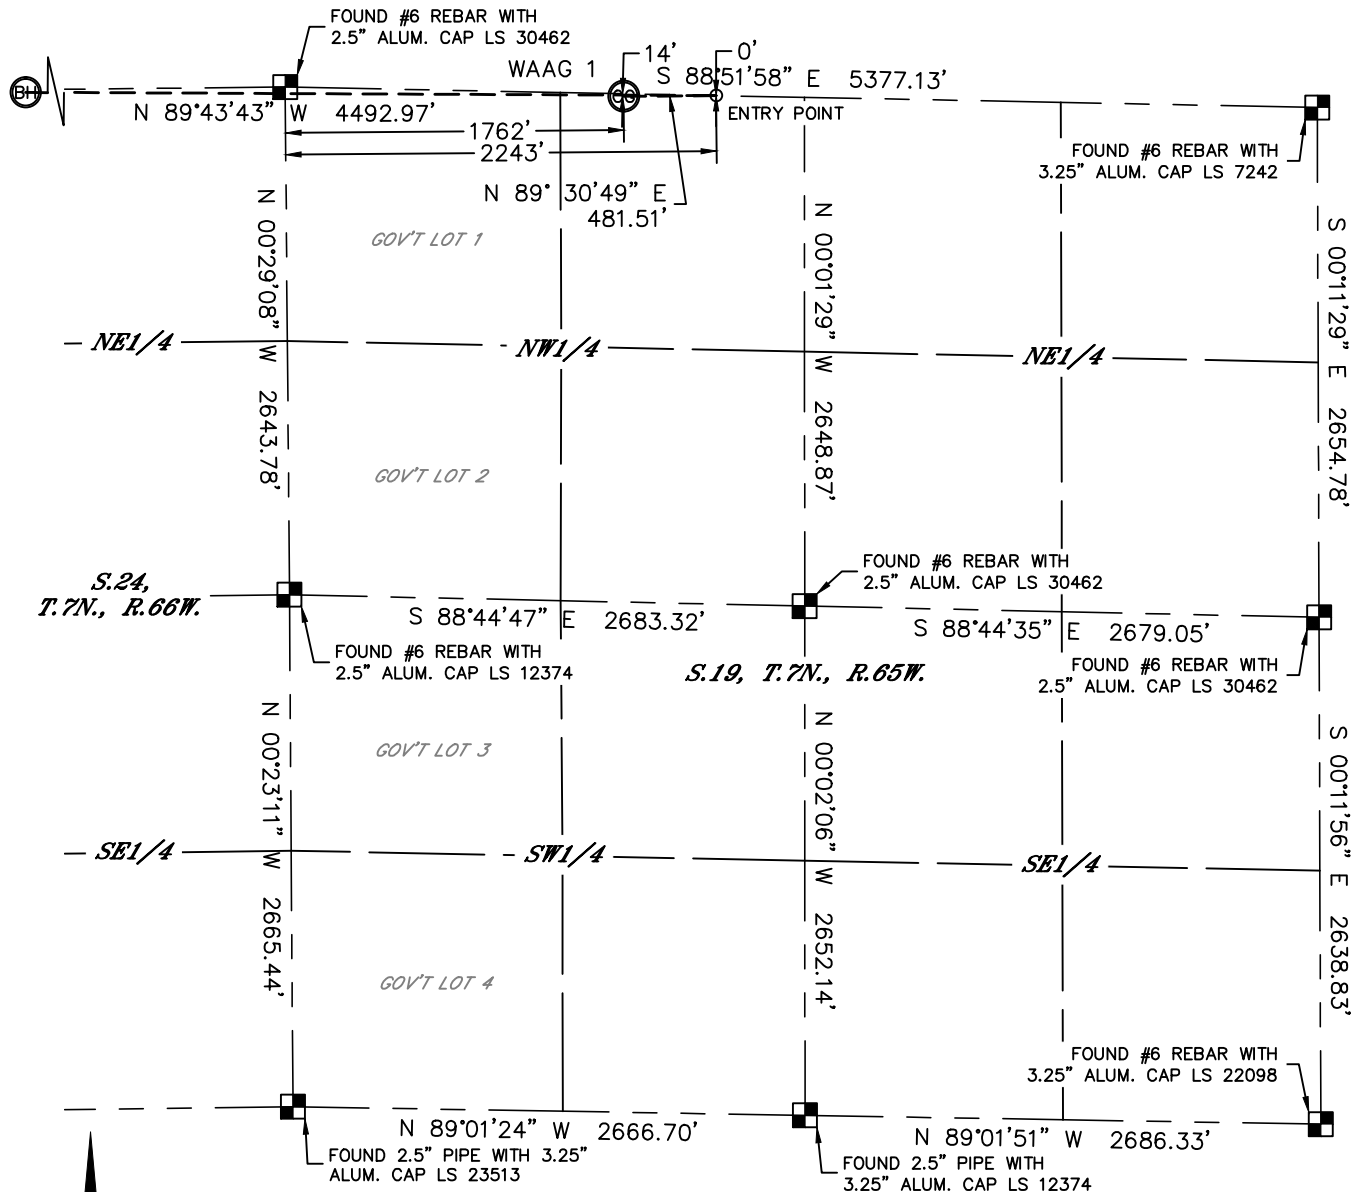 FOUND #6 REBAR WITH
2.5" ALUM. CAP LS 30462
WAAG 1
14'
0'
S 88°51'58" E 5377.13'
BH
N 89°43'43" W 4492.97'
ENTRY POINT
1762'
2243'
FOUND #6 REBAR WITH
3.25" ALUM. CAP LS 7242
N 89° 30'49" E
481.51'
GOV'T LOT 1
N 00°29'08" W 2643.78'
N 00°01'29" W 2648.87'
S 00°11'29" E 2654.78'
NE1/4
NW1/4
NE1/4
GOV'T LOT 2
S.24,
T.7N., R.66W.
FOUND #6 REBAR WITH
2.5" ALUM. CAP LS 30462
S 88°44'47" E 2683.32'
S 88°44'35" E 2679.05'
FOUND #6 REBAR WITH
2.5" ALUM. CAP LS 12374
S.19, T.7N., R.65W.
FOUND #6 REBAR WITH
2.5" ALUM. CAP LS 30462
N 00°23'11" W 2665.44'
GOV'T LOT 3
N 00°02'06" W 2652.14'
S 00°11'56" E 2638.83'
SE1/4
SW1/4
SE1/4
GOV'T LOT 4
FOUND #6 REBAR WITH
3.25" ALUM. CAP LS 22098
N 89°01'24" W 2666.70'
N 89°01'51" W 2686.33'
FOUND 2.5" PIPE WITH 3.25"
ALUM. CAP LS 23513
FOUND 2.5" PIPE WITH
3.25" ALUM. CAP LS 12374